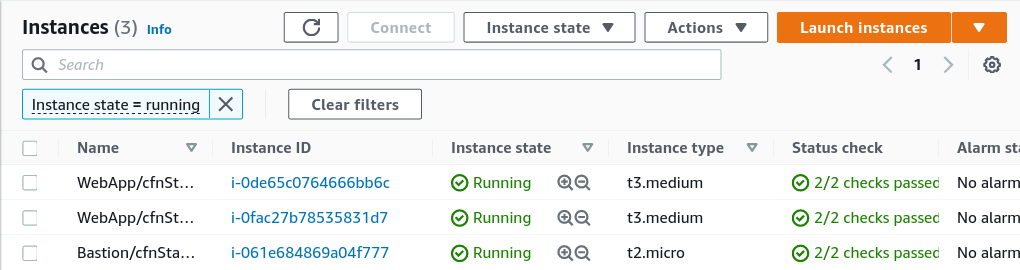 Instances (3) Info Connect Instance state Actions Launch instances
Search 1
Instance state = running Clear filters
Name Instance ID Instance state Instance type Status check Alarm sta
WebApp/cfnSt… i-0de65c0764666bb6c Running t3.medium 2/2 checks passed No alarm
WebApp/cfnSt… i-0fac27b78535831d7 Running t3.medium 2/2 checks passed No alarm
Bastion/cfnSta… i-061e684869a04f777 Running t2.micro 2/2 checks passed No alarm